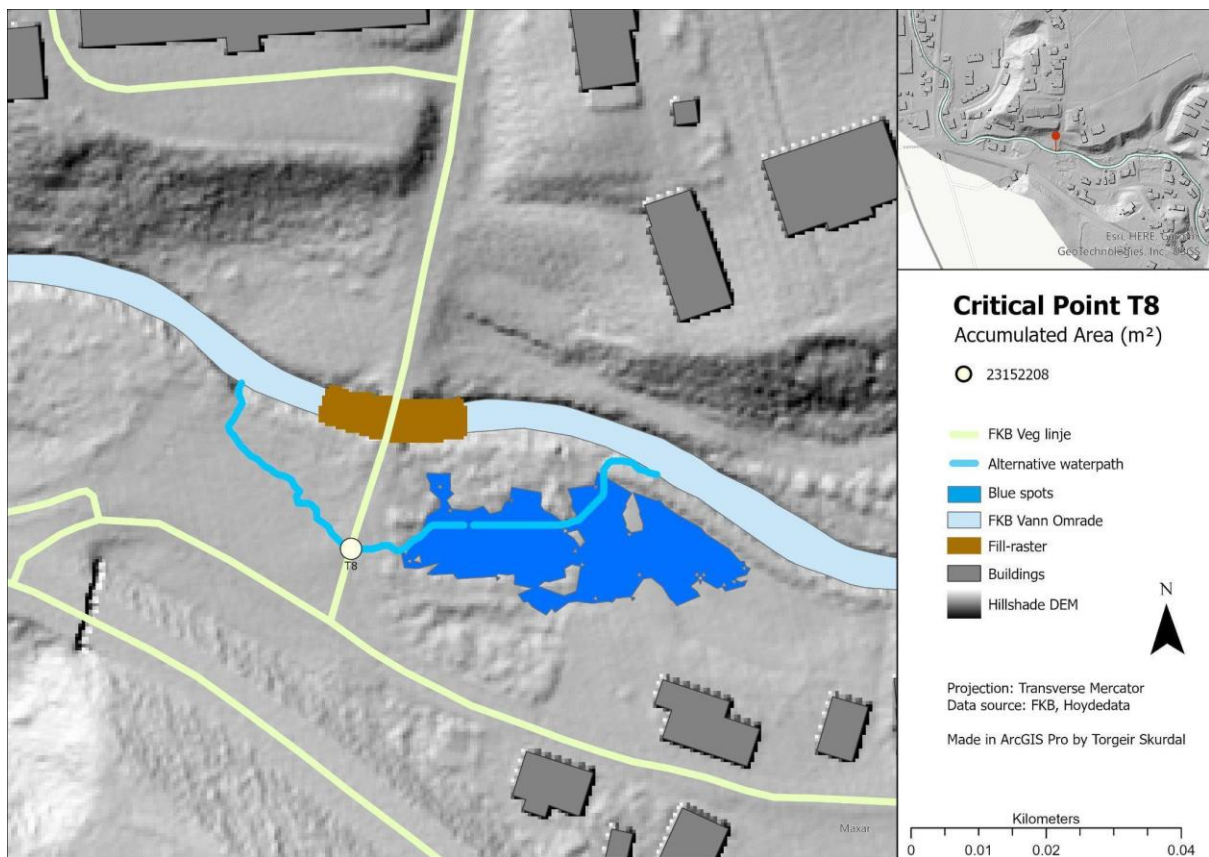 T8
Maxar
Esri, HERE, G
GeoTechnologies, Inc.
Critical Point T8
Accumulated Area (m²)
23152208
FKB Veg linje
Alternative waterpath
Blue spots
FKB Vann Omrade
Fill-raster
Buildings
Hillshade DEM
N
Projection: Transverse Mercator
Data source: FKB, Hoydedata
Made in ArcGIS Pro by Torgeir Skurdal
Kilometers
0 0.01 0.02 0.04